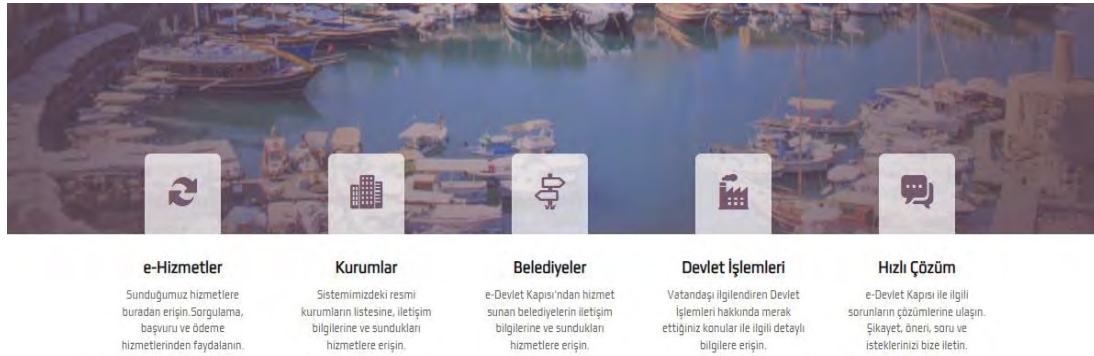 e-Hizmetler
Sunduğumuz hizmetlere
buradan erişin.Sorgulama,
başvuru ve ödeme
hizmetlerinden faydalanın.
Kurumlar
Sistemimizdeki resmi
kurumların listesine, iletişim
bilgilerine ve sundukları
hizmetlere erişin.
Belediyeler
e-Devlet Kapısı'ndan hizmet
sunan belediyelerin iletişim
bilgilerine ve sundukları
hizmetlere erişin.
Devlet İşlemleri
Vatandaşı ilgilendiren Devlet
İşlemleri hakkında merak
ettiğiniz konular ile ilgili detaylı
bilgilere erişin.
Hızlı Çözüm
e-Devlet Kapısı ile ilgili
sorunların çözümlerine ulaşın.
Şikayet, öneri, soru ve
isteklerinizi bize iletin.